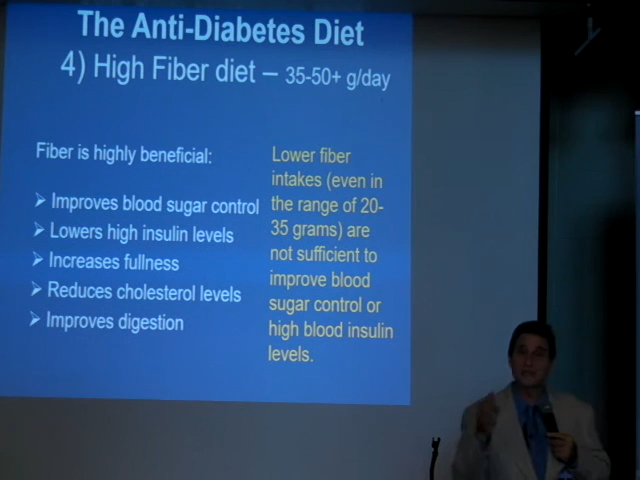 The Anti-Diabetes Diet
4) High Fiber diet – 35-50+ g/day
Fiber is highly beneficial:
➢ Improves blood sugar control
➢ Lowers high insulin levels
➢ Increases fullness
➢ Reduces cholesterol levels
➢ Improves digestion
Lower fiber
intakes (even in
the range of 20-
35 grams) are
not sufficient to
improve blood
sugar control or
high blood insulin
levels.